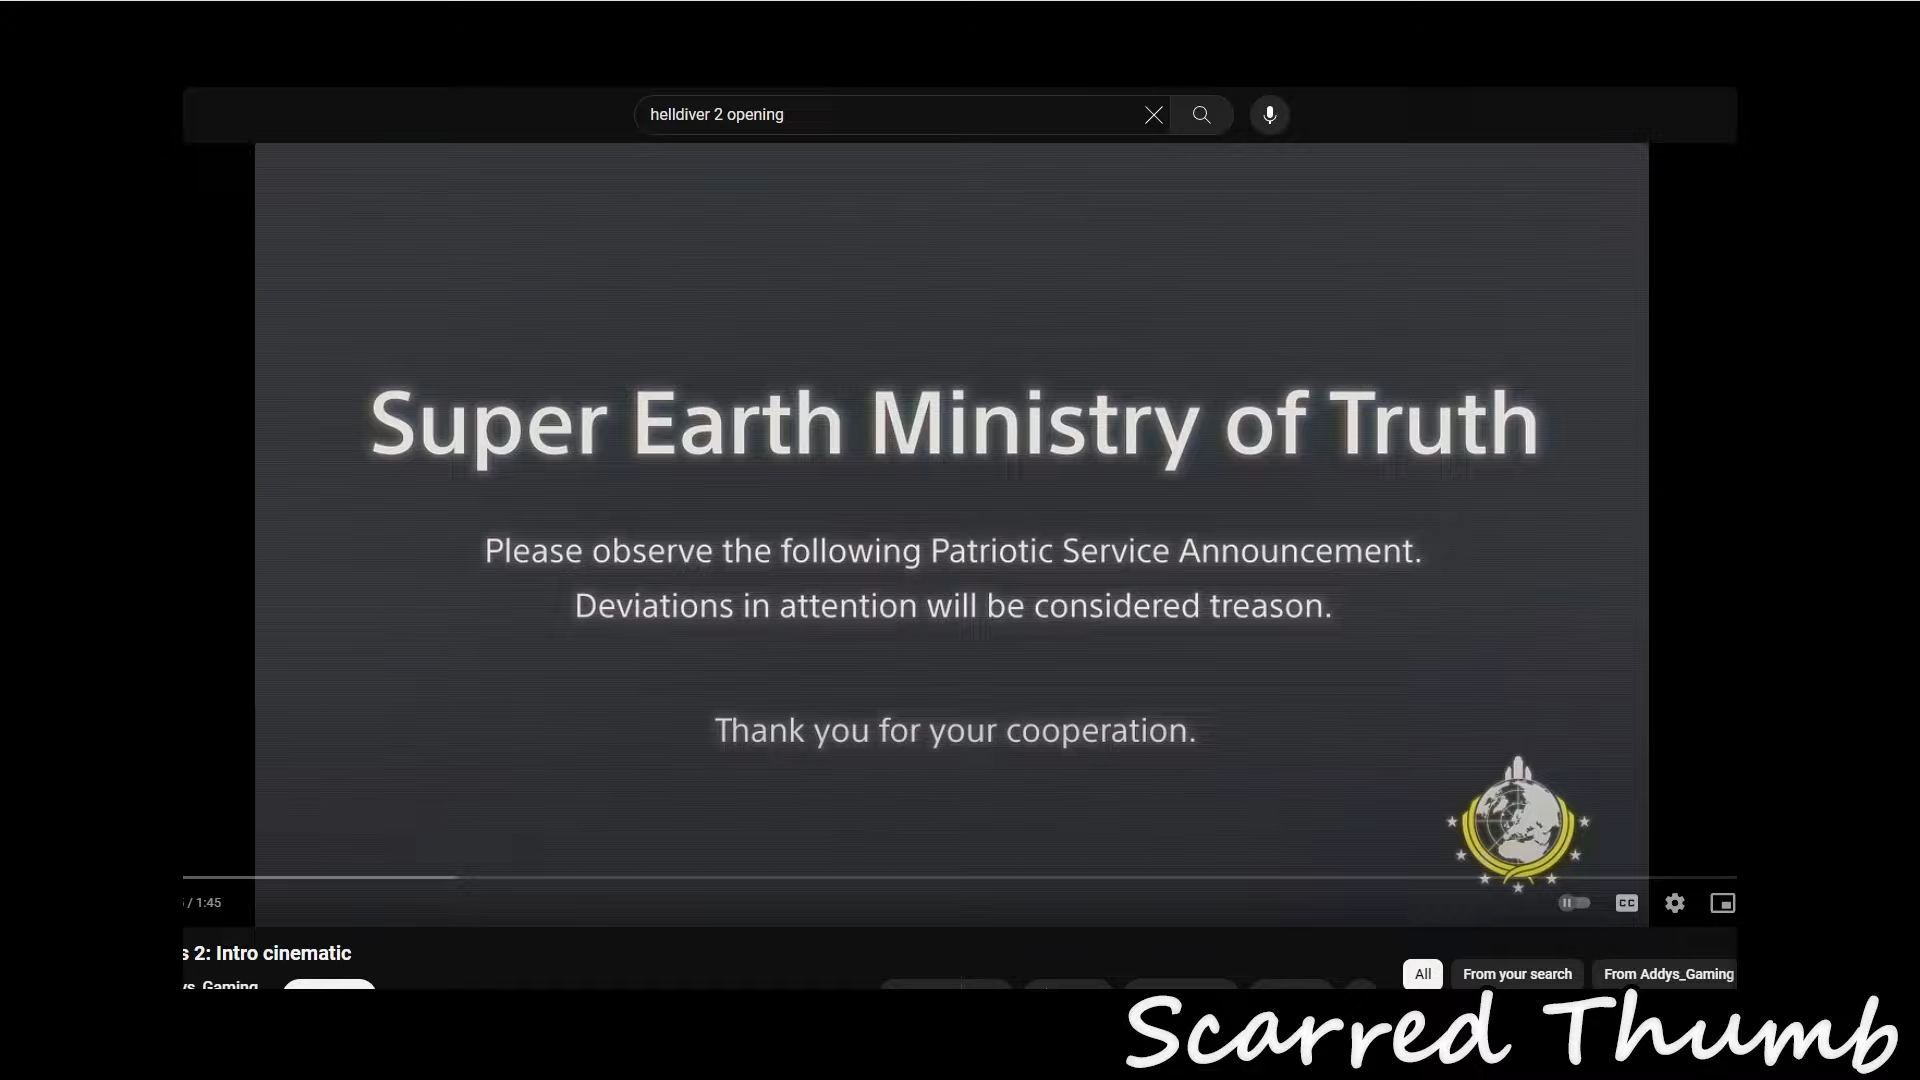 helldiver 2 opening
Super Earth Ministry of Truth
Please observe the following Patriotic Service Announcement.
Deviations in attention will be considered treason.
Thank you for your cooperation.
/ 1:45
CC
s 2: Intro cinematic
ys_Gaming
All
From your search
From Addys_Gaming
Scarred Thumb